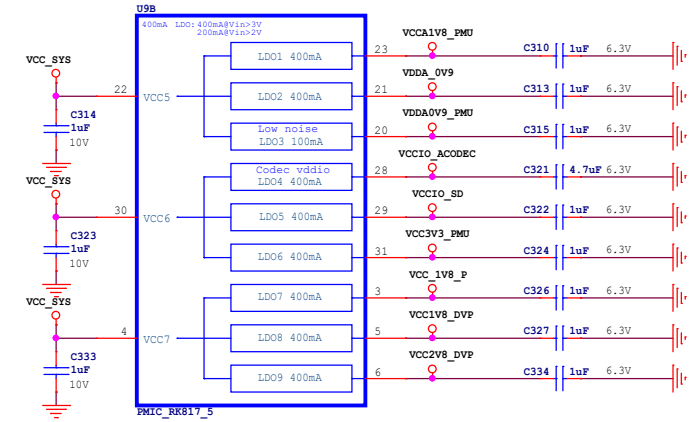 U9B
400mA LDO:400mA@Vin>3V
200mA@Vin>2V
VCC_SYS
22
VCC5
C314
1uF
10V
VCC_SYS
30
VCC6
C323
1uF
10V
VCC_SYS
4
VCC7
C333
1uF
10V
LDO1 400mA
LDO2 400mA
Low noise
LDO3 100mA
Codec vddio
LDO4 400mA
LDO5 400mA
LDO6 400mA
LDO7 400mA
LDO8 400mA
LDO9 400mA
PMIC_RK817_5
VCCA1V8_PMU
23 C310 1uF 6.3V
VDDA_0V9
21 C313 1uF 6.3V
VDDA0V9_PMU
20 C315 1uF 6.3V
VCCIO_ACODEC
28 C321 4.7uF 6.3V
VCCIO_SD
29 C322 1uF 6.3V
VCC3V3_PMU
31 C324 1uF 6.3V
VCC_1V8_P
3 C326 1uF 6.3V
VCC1V8_DVP
5 C327 1uF 6.3V
VCC2V8_DVP
6 C334 1uF 6.3V